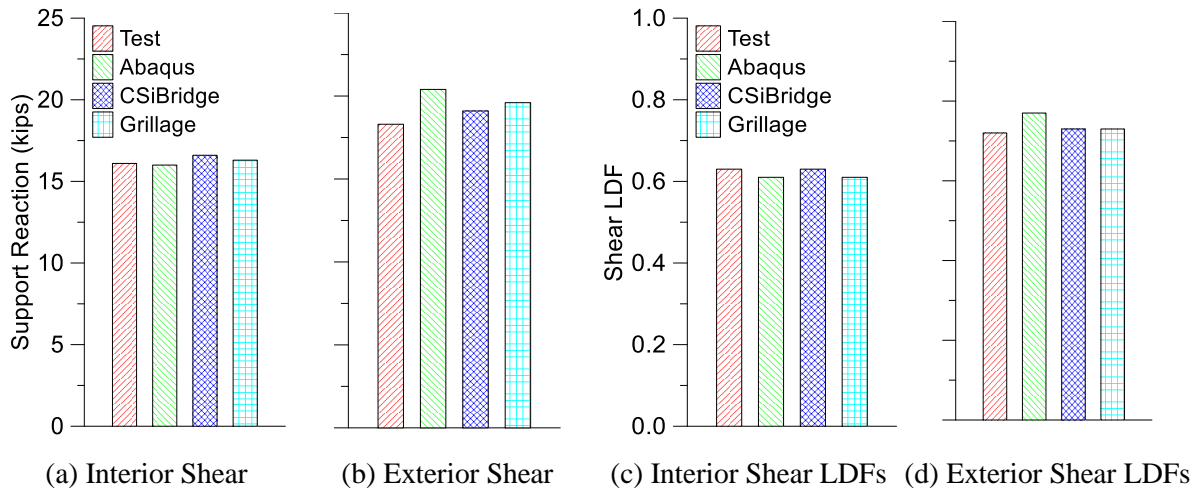 Support Reaction (kips)
25
20
15
10
5
0
Test
Abaqus
CSiBridge
Grillage
(a) Interior Shear
(b) Exterior Shear
Shear LDF
1.0
0.8
0.6
0.4
0.2
0.0
Test
Abaqus
CSiBridge
Grillage
(c) Interior Shear LDFs
(d) Exterior Shear LDFs